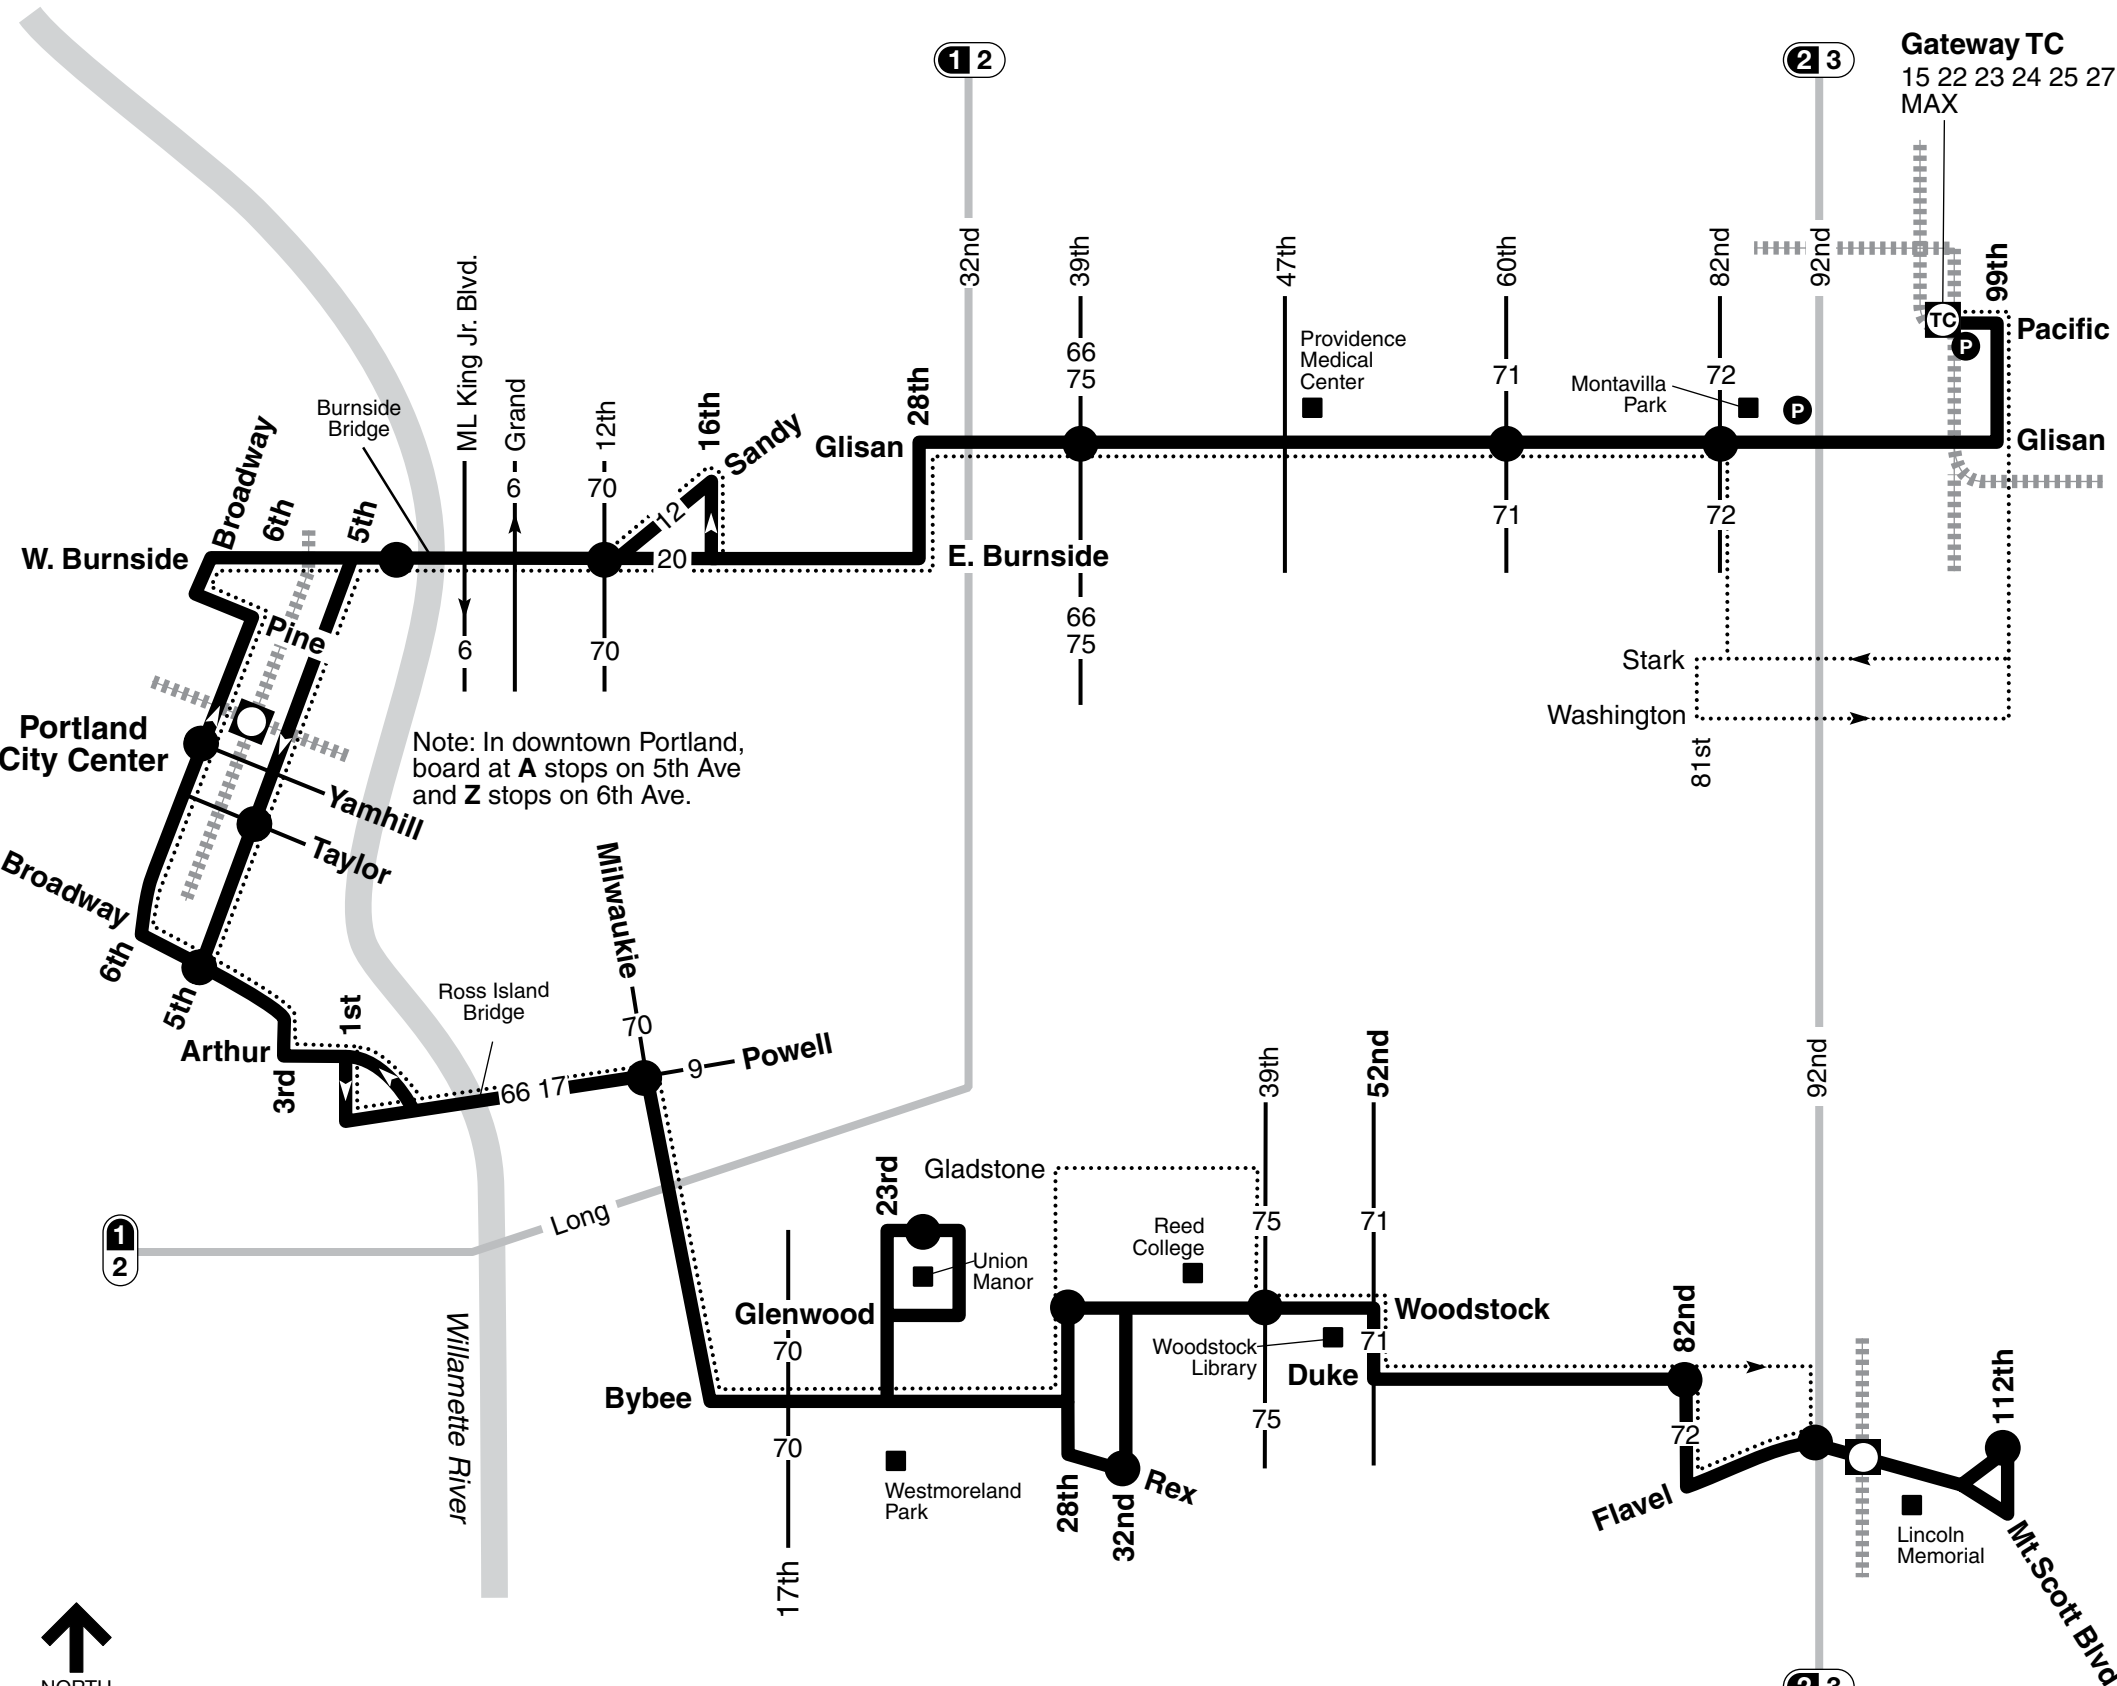 1 2
2 3
Gateway TC
15 22 23 24 25 27
MAX
32nd
39th
47th
60th
82nd
92nd
99th
TC
P
Pacific
Glisan
ML King Jr. Blvd.
Grand
12th
16th
Sandy
28th
Glisan
66
75
Providence
Medical
Center
71
Montavilla
Park
72
P
Burnside
Bridge
Broadway
6th
5th
6
70
12
20
W. Burnside
E. Burnside
71
72
Pine
6
70
66
75
Stark
Washington
81st
Portland
City Center
Note: In downtown Portland,
board at A stops on 5th Ave
and Z stops on 6th Ave.
Yamhill
Taylor
Broadway
6th
5th
Milwaukie
70
Ross Island
Bridge
1st
Arthur
3rd
66 17
9
Powell
39th
52nd
92nd
Gladstone
23rd
Long
1
2
75
71
Reed
College
Union
Manor
Glenwood
70
Woodstock
71
Woodstock
Library
Duke
82nd
Willamette River
Bybee
70
75
72
112th
Westmoreland
Park
28th
32nd
Rex
Flavel
Lincoln
Memorial
17th
Mt.Scott Blvd
NORTH
2 3